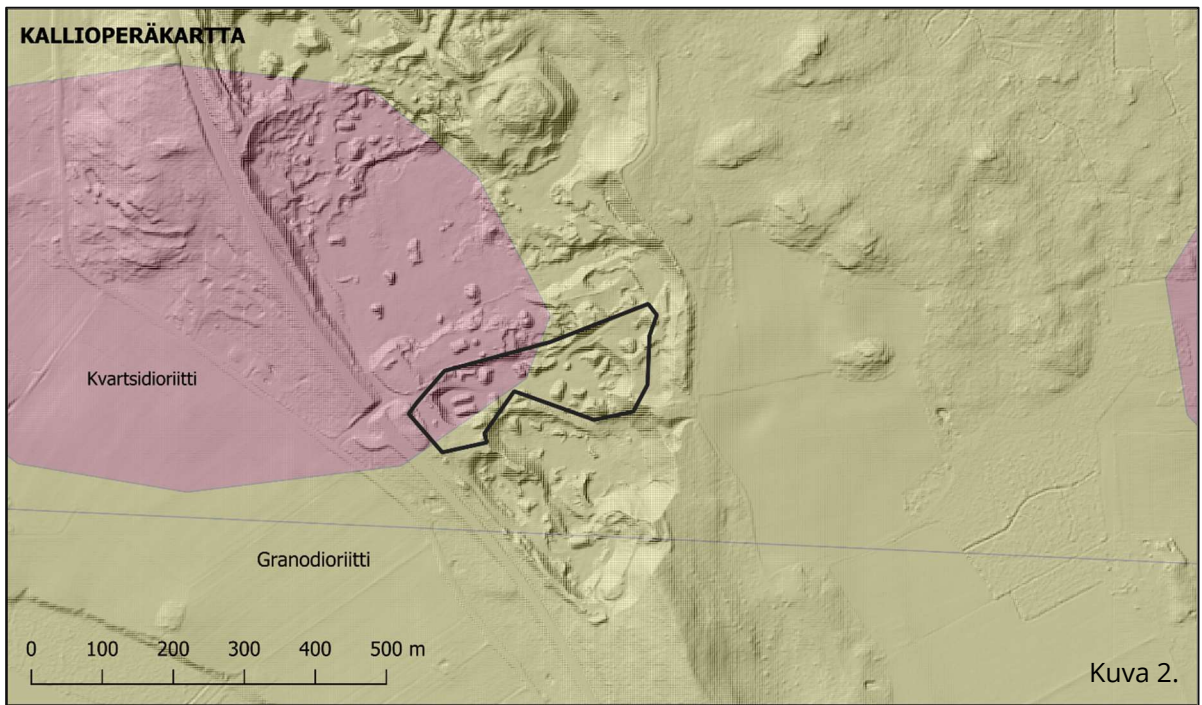 KALLIOPERÄKARTTA
Kvartsidioriitti
Granodioriitti
0 100 200 300 400 500 m
Kuva 2.